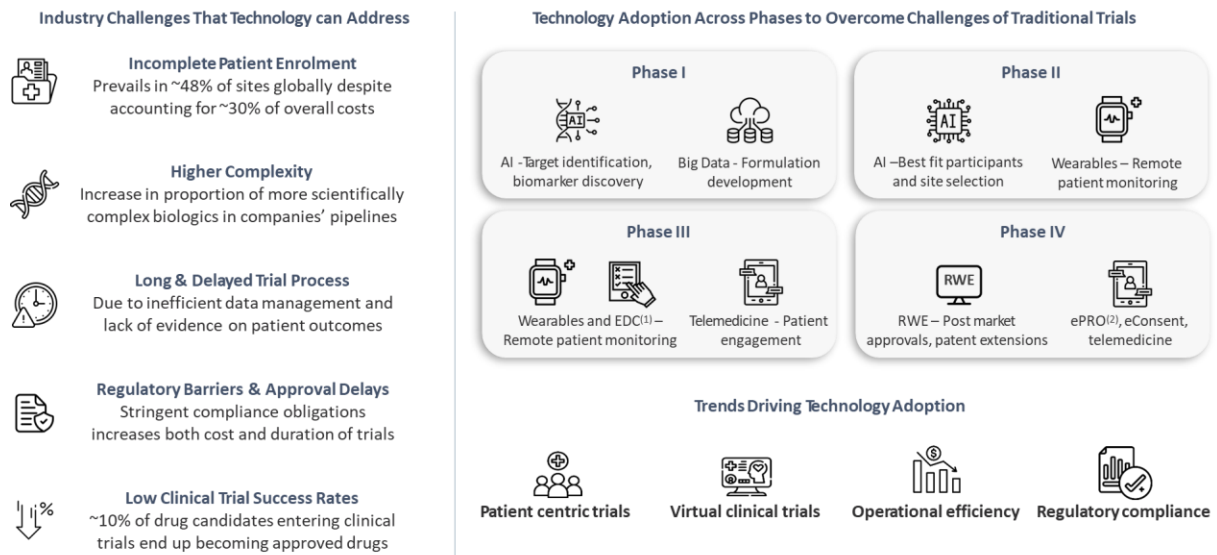 Industry Challenges That Technology can Address
Incomplete Patient Enrolment
Prevails in ~48% of sites globally despite
accounting for ~30% of overall costs
Higher Complexity
Increase in proportion of more scientifically
complex biologics in companies' pipelines
Long & Delayed Trial Process
Due to inefficient data management and
lack of evidence on patient outcomes
Regulatory Barriers & Approval Delays
Stringent compliance obligations
increases both cost and duration of trials
%
Low Clinical Trial Success Rates
~10% of drug candidates entering clinical
trials end up becoming approved drugs
Technology Adoption Across Phases to Overcome Challenges of Traditional Trials
Phase I
AI
AI -Target identification,
biomarker discovery
Big Data - Formulation
development
Phase II
AI
AI –Best fit participants
and site selection
Wearables – Remote
patient monitoring
Phase III
Wearables and EDC(1) –
Remote patient monitoring
Telemedicine - Patient
engagement
Phase IV
RWE
RWE – Post market
approvals, patent extensions
ePRO(2), eConsent,
telemedicine
Trends Driving Technology Adoption
Patient centric trials
Virtual clinical trials
$
Operational efficiency
Regulatory compliance